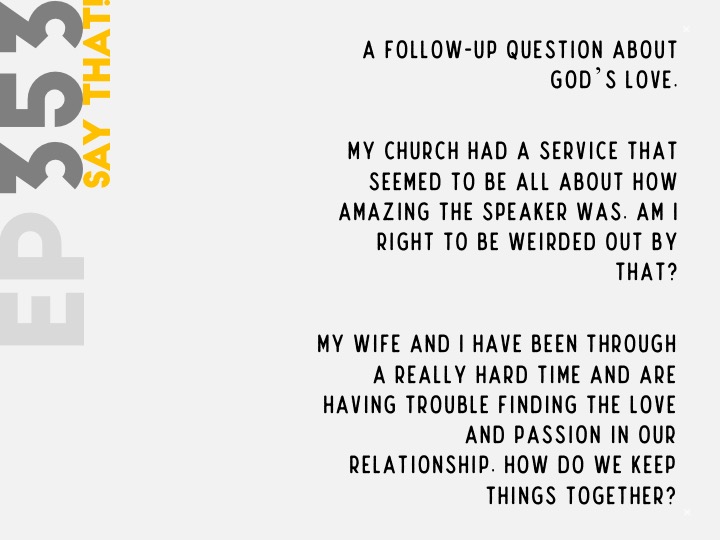 EP 353
SAY THAT!
A FOLLOW-UP QUESTION ABOUT
GOD'S LOVE.
MY CHURCH HAD A SERVICE THAT
SEEMED TO BE ALL ABOUT HOW
AMAZING THE SPEAKER WAS. AM I
RIGHT TO BE WEIRDED OUT BY
THAT?
MY WIFE AND I HAVE BEEN THROUGH
A REALLY HARD TIME AND ARE
HAVING TROUBLE FINDING THE LOVE
AND PASSION IN OUR
RELATIONSHIP. HOW DO WE KEEP
THINGS TOGETHER?